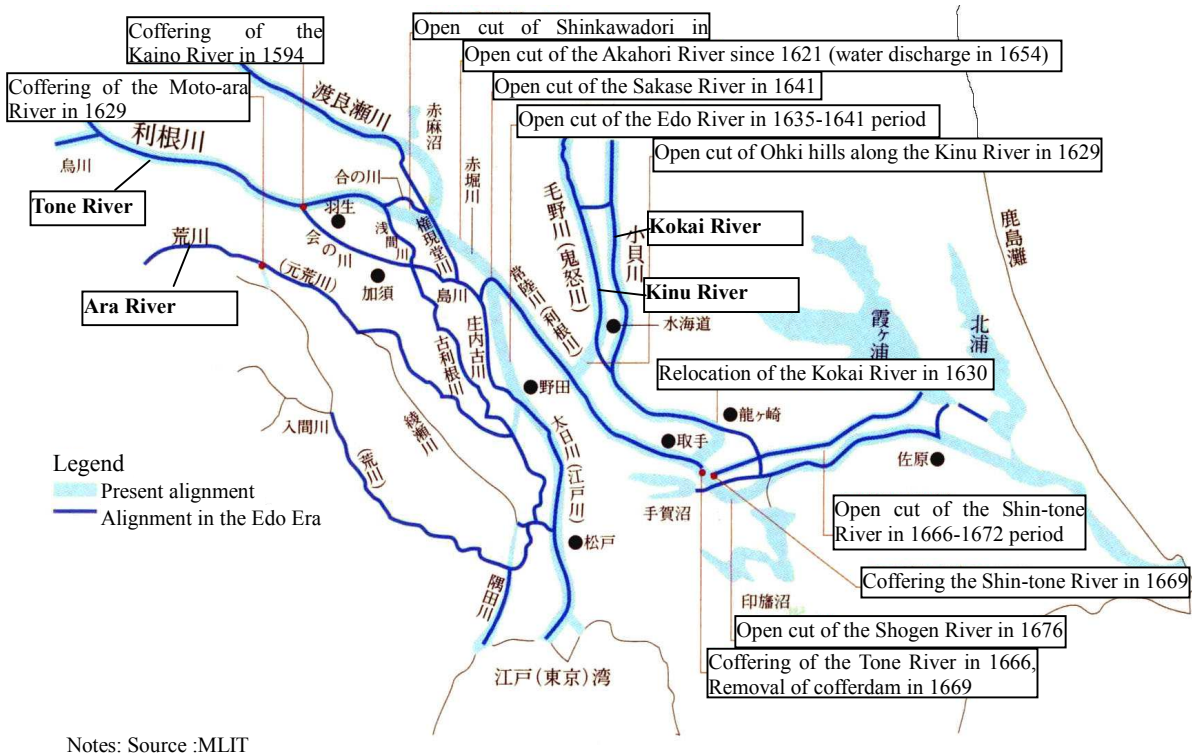 Coffering of the
Kaino River in 1594
Open cut of Shinkawadori in
Open cut of the Akahori River since 1621 (water discharge in 1654)
Coffering of the Moto-ara
River in 1629
Open cut of the Sakase River in 1641
Open cut of the Edo River in 1635-1641 period
Open cut of Ohki hills along the Kinu River in 1629
渡良瀬川
赤麻沼
利根川
烏川
赤堀川
合の川
Tone River
羽生
会の川
浅間川
権現堂川
毛野川(鬼怒川)
小貝川
Kokai River
鹿島灘
荒川
(元荒川)
加須
島川
常陸川(利根川)
Kinu River
Ara River
水海道
霞ヶ浦
北浦
古利根川
庄内古川
野田
Relocation of the Kokai River in 1630
龍ヶ崎
入間川
綾瀬川
太日川(江戸川)
取手
佐原
(荒川)
Legend
Present alignment
Alignment in the Edo Era
手賀沼
Open cut of the Shin-tone
River in 1666-1672 period
松戸
Coffering the Shin-tone River in 1669
隅田川
印旛沼
Open cut of the Shogen River in 1676
Coffering of the Tone River in 1666,
Removal of cofferdam in 1669
江戸(東京)湾
Notes: Source :MLIT